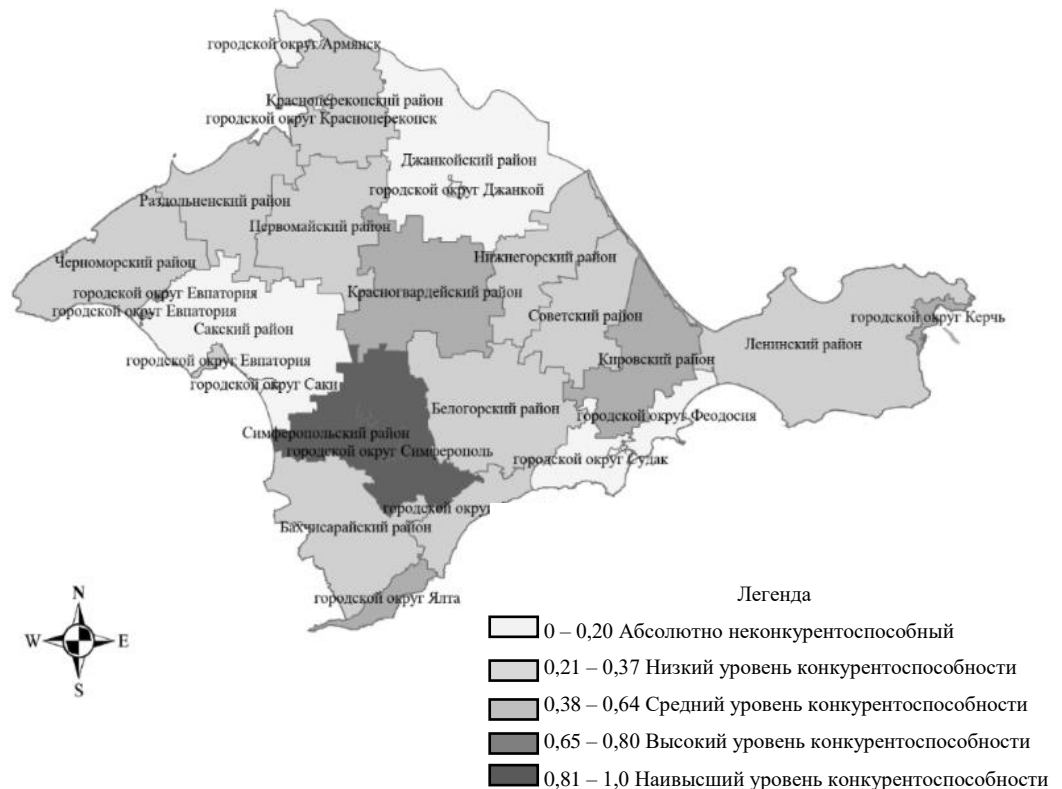 городской округ Армянск
Красноперекопский район
городской округ Красноперекопск
Джанкойский район
городской округ Джанкой
Раздольненский район
Первомайский район
Нижнегорский район
Черноморский район
городской округ Евпатория
Красногвардейский район
городской округ Евпатория
Советский район
городской округ Керчь
Сакский район
Ленинский район
городской округ Евпатория
Кировский район
городской округ Саки
Белогорский район
городской округ Феодосия
Симферопольский район
городской округ Симферополь
городской округ Судак
городской округ
Бахчисарайский район
городской округ Ялта
N
W E
S
Легенда
0 – 0,20 Абсолютно неконкурентоспособный
0,21 – 0,37 Низкий уровень конкурентоспособности
0,38 – 0,64 Средний уровень конкурентоспособности
0,65 – 0,80 Высокий уровень конкурентоспособности
0,81 – 1,0 Наивысший уровень конкурентоспособности